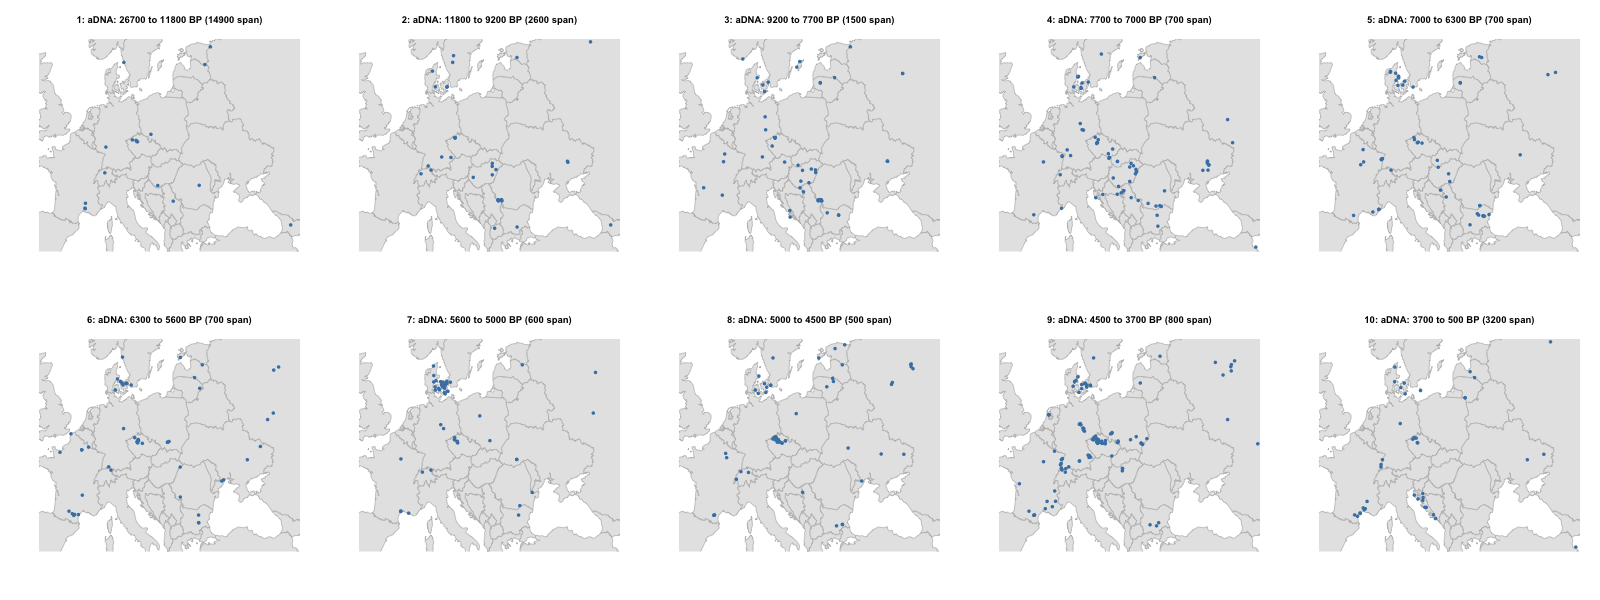 1: aDNA: 26700 to 11800 BP (14900 span)
2: aDNA: 11800 to 9200 BP (2600 span)
3: aDNA: 9200 to 7700 BP (1500 span)
4: aDNA: 7700 to 7000 BP (700 span)
5: aDNA: 7000 to 6300 BP (700 span)
6: aDNA: 6300 to 5600 BP (700 span)
7: aDNA: 5600 to 5000 BP (600 span)
8: aDNA: 5000 to 4500 BP (500 span)
9: aDNA: 4500 to 3700 BP (800 span)
10: aDNA: 3700 to 500 BP (3200 span)